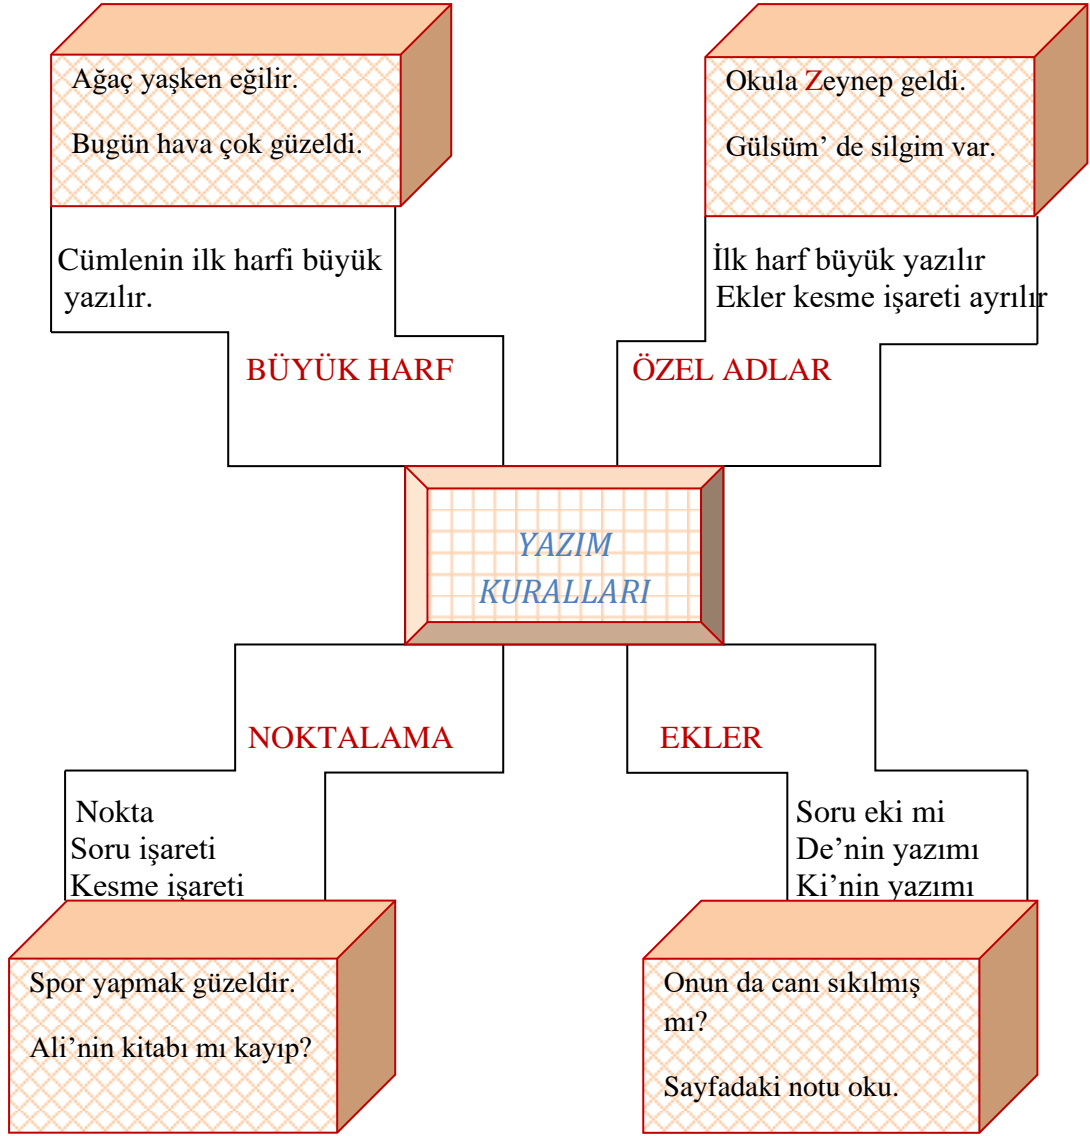 Ağaç yaşken eğilir.
Bugün hava çok güzeldi.
Cümlenin ilk harfi büyük
yazılır.
BÜYÜK HARF
Okula Zeynep geldi.
Gülsüm’ de silgim var.
İlk harf büyük yazılır
Ekler kesme işareti ayrılır
ÖZEL ADLAR
YAZIM
KURALLARI
NOKTALAMA
Nokta
Soru işareti
Kesme işareti
Spor yapmak güzeldir.
Ali’nin kitabı mı kayıp?
EKLER
Soru eki mi
De’nin yazımı
Ki’nin yazımı
Onun da canı sıkılmış
mı?
Sayfadaki notu oku.